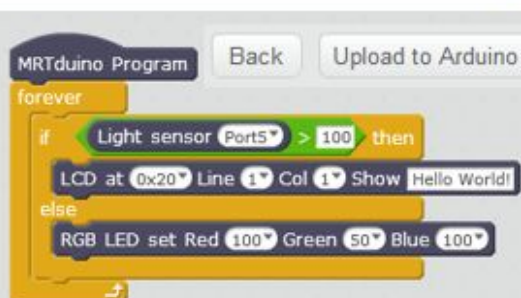 MRTduino Program
Back
Upload to Arduino
forever
if Light sensor Port5 > 100 then
LCD at 0x20 Line 1 Col 1 Show Hello World!
else
RGB LED set Red 100 Green 50 Blue 100